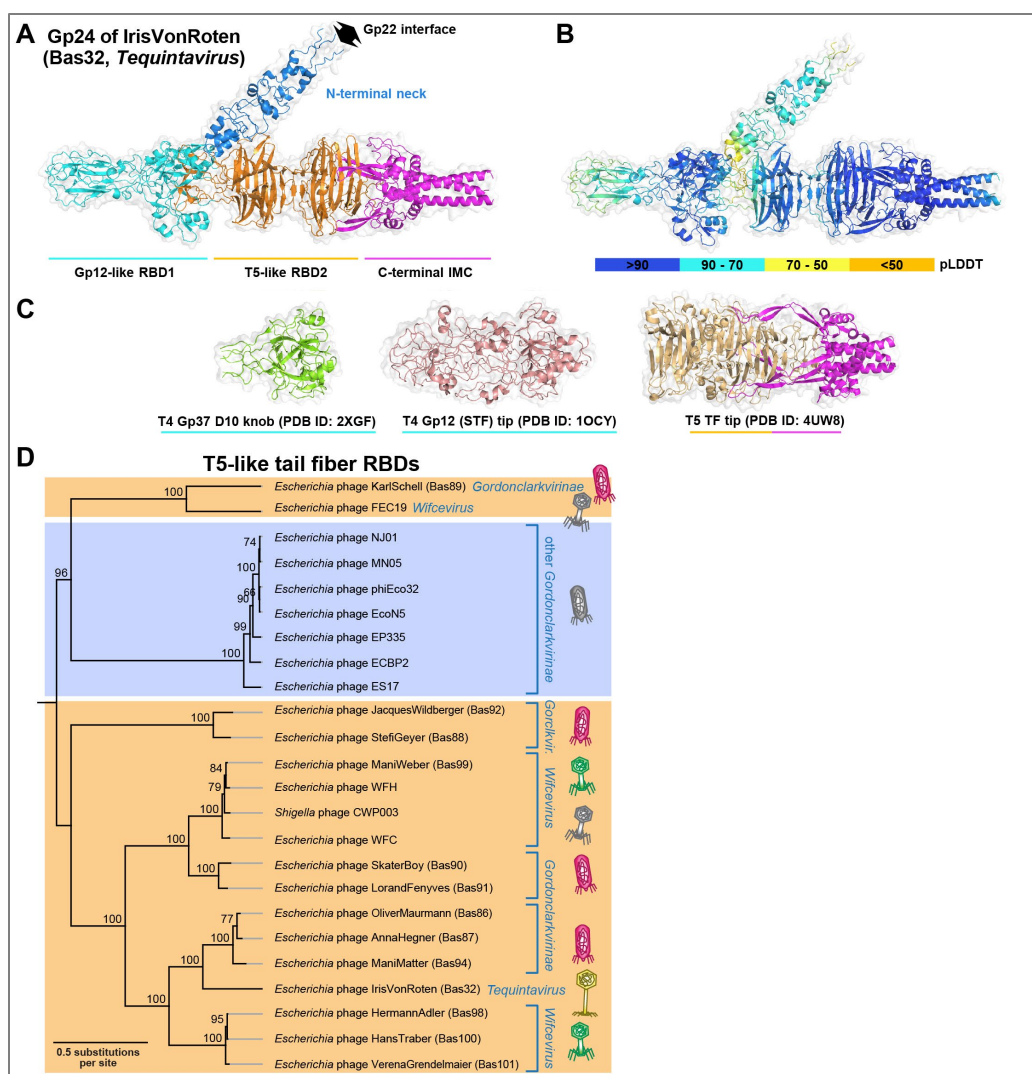 A
Gp24 of IrisVonRoten
(Bas32, Tequintavirus)
Gp22 interface
N-terminal neck
Gp12-like RBD1
T5-like RBD2
C-terminal IMC
B
>90
90 - 70
70 - 50
<50
pLDDT
C
T4 Gp37 D10 knob (PDB ID: 2XGF)
T4 Gp12 (STF) tip (PDB ID: 1OCY)
T5 TF tip (PDB ID: 4UW8)
D
T5-like tail fiber RBDs
100
Escherichia phage KarlSchell (Bas89) Gordonclarkvirinae
Escherichia phage FEC19 Wifcevirus
96
74
Escherichia phage NJ01
100
Escherichia phage MN05
66
Escherichia phage phiEco32
90
Escherichia phage EcoN5
99
Escherichia phage EP335
100
Escherichia phage ECBP2
Escherichia phage ES17
other Gordonclarkvirinae
100
Escherichia phage JacquesWildberger (Bas92)
Escherichia phage StefiGeyer (Bas88)
Gorclkvir.
84
Escherichia phage ManiWeber (Bas99)
79
Escherichia phage WFH
100
Shigella phage CWP003
Escherichia phage WFC
Wifcevirus
100
100
Escherichia phage SkaterBoy (Bas90)
Escherichia phage LorandFenyves (Bas91)
Gordonclarkvirinae
100
77
Escherichia phage OliverMaurmann (Bas86)
100
Escherichia phage AnnaHegner (Bas87)
Escherichia phage ManiMatter (Bas94)
Gordonclarkvirinae
100
Escherichia phage IrisVonRoten (Bas32) Tequintavirus
100
95
Escherichia phage HermannAdler (Bas98)
100
Escherichia phage HansTraber (Bas100)
Escherichia phage VerenaGrendelmaier (Bas101)
Wifcevirus
0.5 substitutions
per site